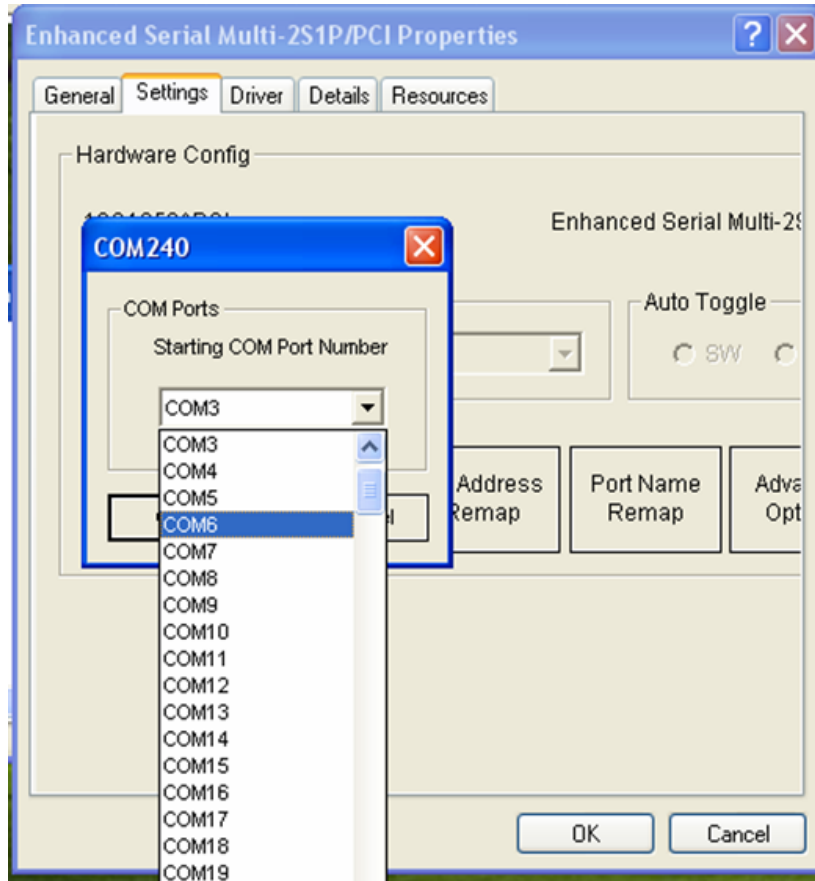 Enhanced Serial Multi-2S1P/PCI Properties
General Settings Driver Details Resources
Hardware Config
Enhanced Serial
COM240
COM Ports
Auto Toggle
Starting COM Port Number
SW
COM3
COM3
COM4
COM5
COM6
COM7
COM8
COM9
COM10
COM11
COM12
COM13
COM14
COM15
COM16
COM17
COM18
COM19
Address
Remap
Port Name
Remap
OK Cancel